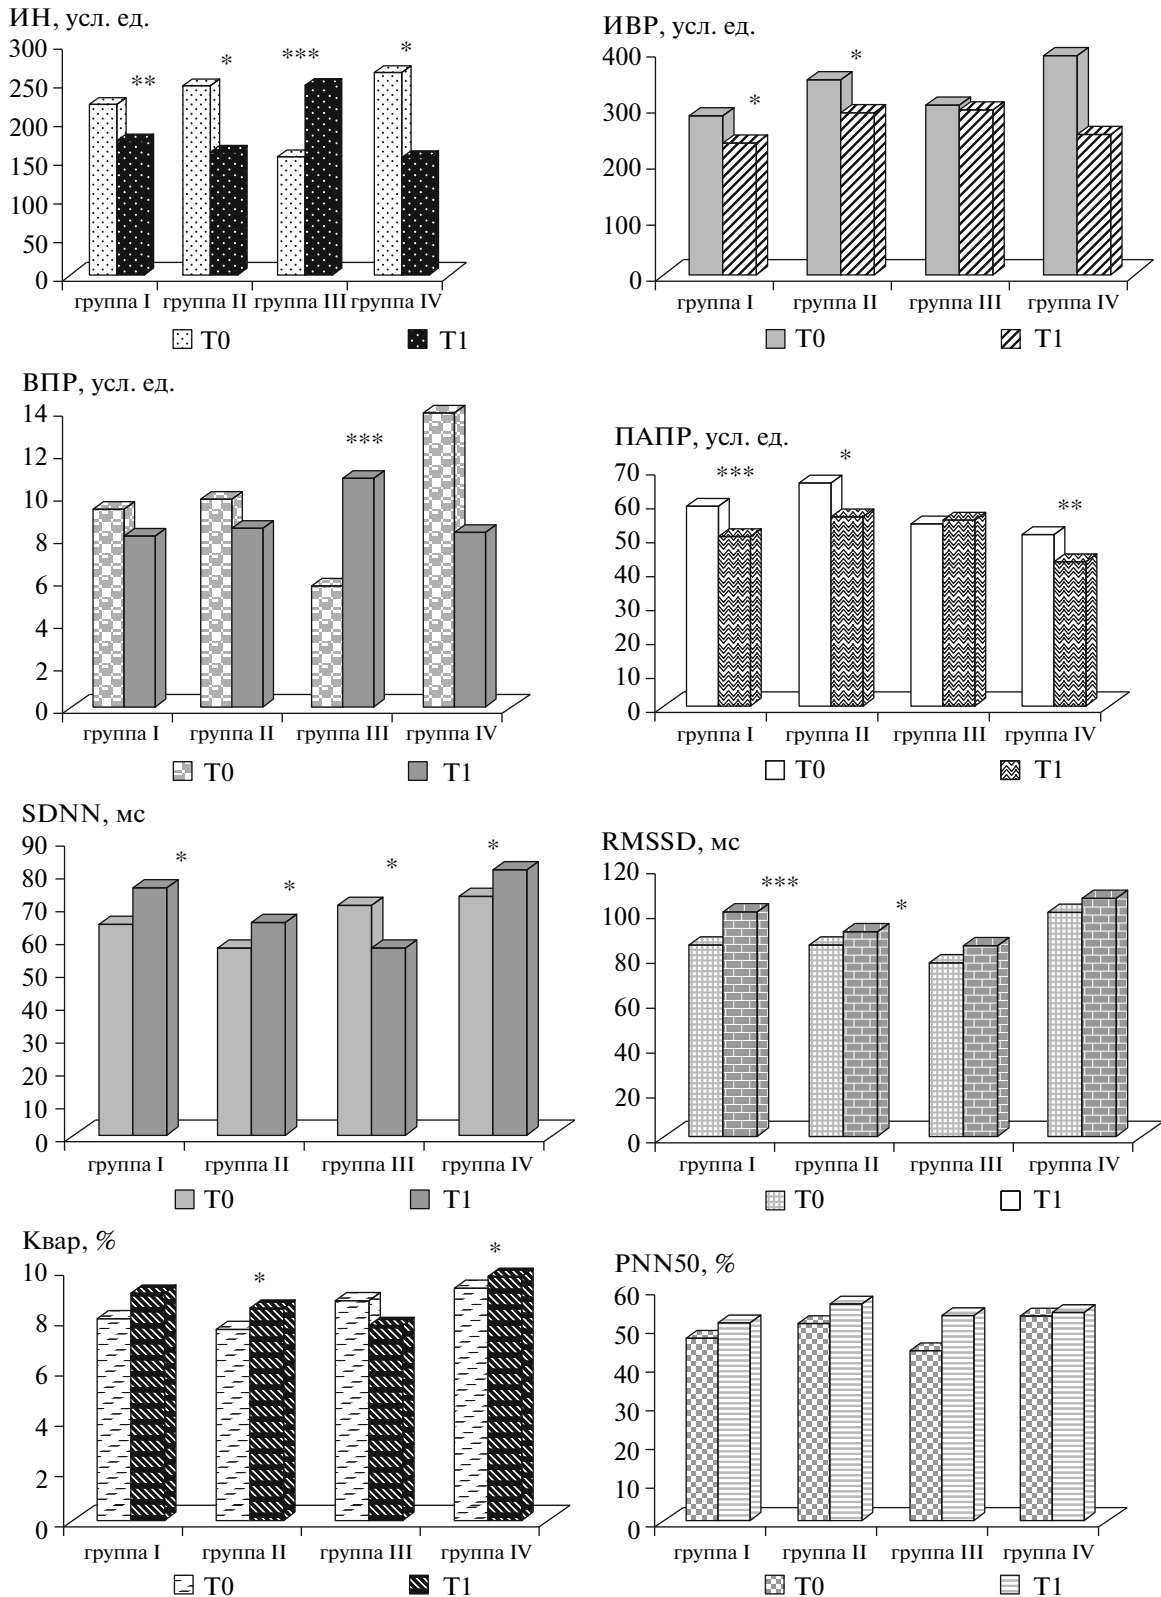 ИН, усл. ед.
300
250
200
150
100
50
0
** * *** *
группа I группа II группа III группа IV
T0 T1
ИВР, усл. ед.
400
300
200
100
0
* *
группа I группа II группа III группа IV
T0 T1
ВПР, усл. ед.
14
12
10
8
6
4
2
0
***
группа I группа II группа III группа IV
T0 T1
ПАПР, усл. ед.
70
60
50
40
30
20
10
0
*** * **
группа I группа II группа III группа IV
T0 T1
SDNN, мс
90
80
70
60
50
40
30
20
10
0
* * * *
группа I группа II группа III группа IV
T0 T1
RMSSD, мс
120
100
80
60
40
20
0
*** *
группа I группа II группа III группа IV
T0 T1
Квар, %
10
8
6
4
2
0
* *
группа I группа II группа III группа IV
T0 T1
PNN50, %
60
50
40
30
20
10
0
группа I группа II группа III группа IV
T0 T1